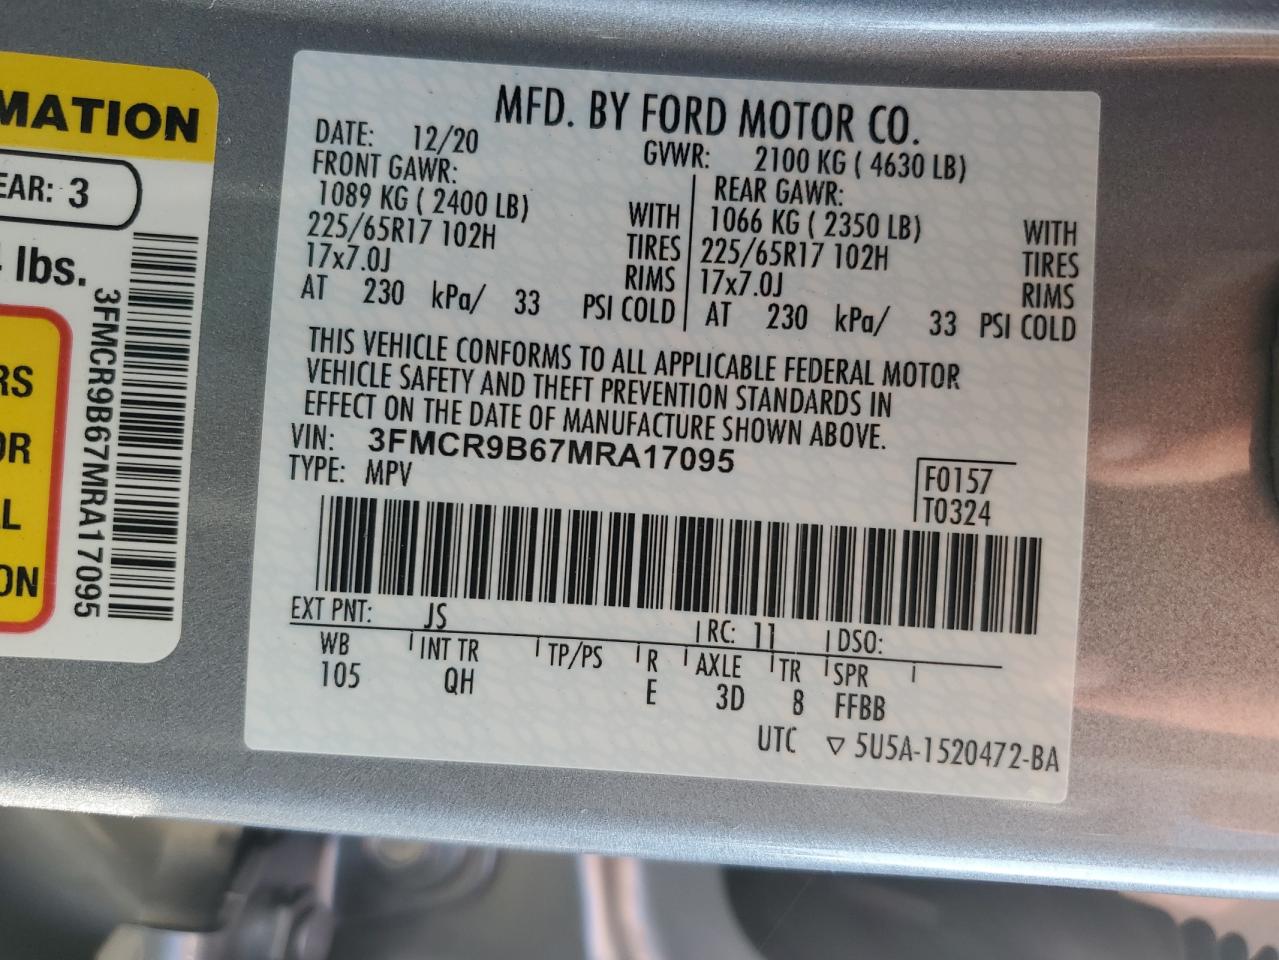 MATION
EAR: 3
lbs.
RS
OR
L
ON
3FMCR9B67MRA17095
MFD. BY FORD MOTOR CO.
DATE: 12/20
GVWR: 2100 KG ( 4630 LB)
FRONT GAWR:
1089 KG ( 2400 LB) WITH
225/65R17 102H TIRES
17x7.0J RIMS
AT 230 kPa/ 33 PSI COLD
REAR GAWR:
1066 KG ( 2350 LB) WITH
225/65R17 102H TIRES
17x7.0J RIMS
AT 230 kPa/ 33 PSI COLD
THIS VEHICLE CONFORMS TO ALL APPLICABLE FEDERAL MOTOR
VEHICLE SAFETY AND THEFT PREVENTION STANDARDS IN
EFFECT ON THE DATE OF MANUFACTURE SHOWN ABOVE.
VIN: 3FMCR9B67MRA17095
TYPE: MPV
F0157
T0324
EXT PNT: JS RC: 11 DSO:
WB INT TR TP/PS R AXLE TR SPR
105 QH E 3D 8 FFBB
UTC ▽ 5U5A-1520472-BA